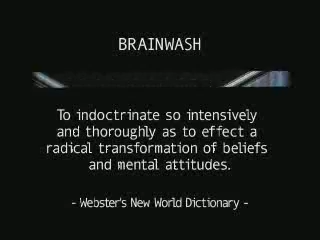 BRAINWASH
To indoctrinate so intensively
and thoroughly as to effect a
radical transformation of beliefs
and mental attitudes.
- Webster's New World Dictionary -